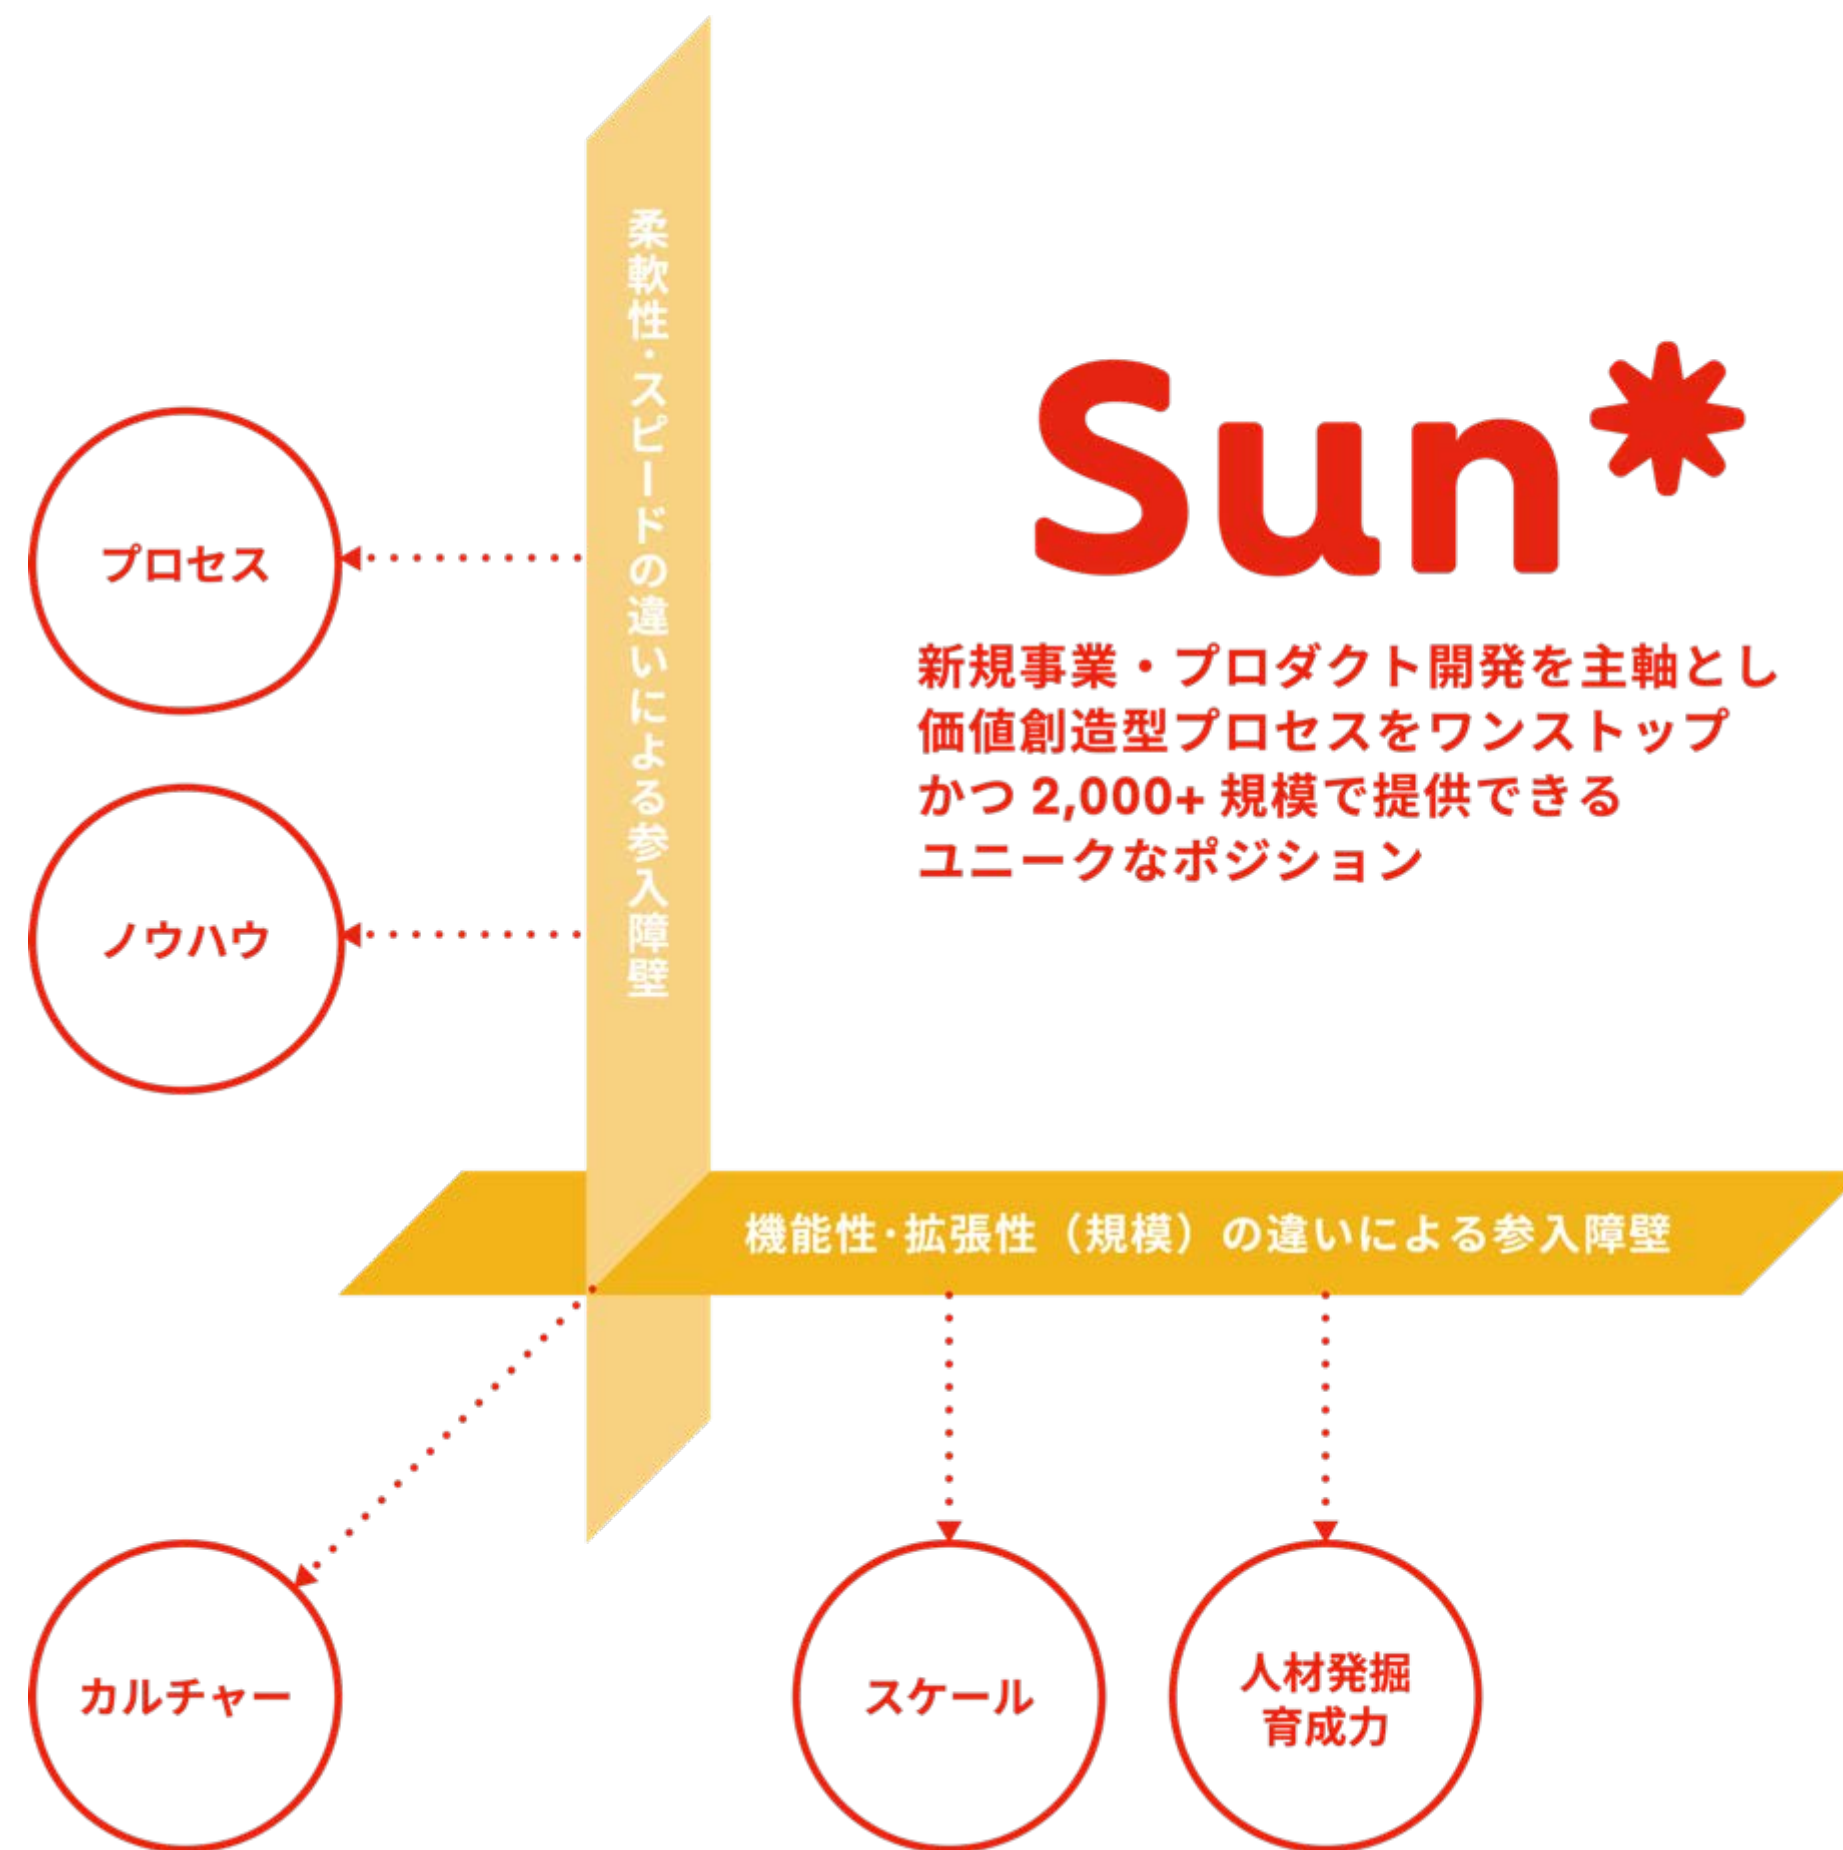 柔軟性・スピードの違いによる参入障壁
Sun*
新規事業・プロダクト開発を主軸とし
価値創造型プロセスをワンストップ
かつ 2,000+ 規模で提供できる
ユニークなポジション
プロセス
ノウハウ
機能性・拡張性（規模）の違いによる参入障壁
カルチャー
スケール
人材発掘
育成力